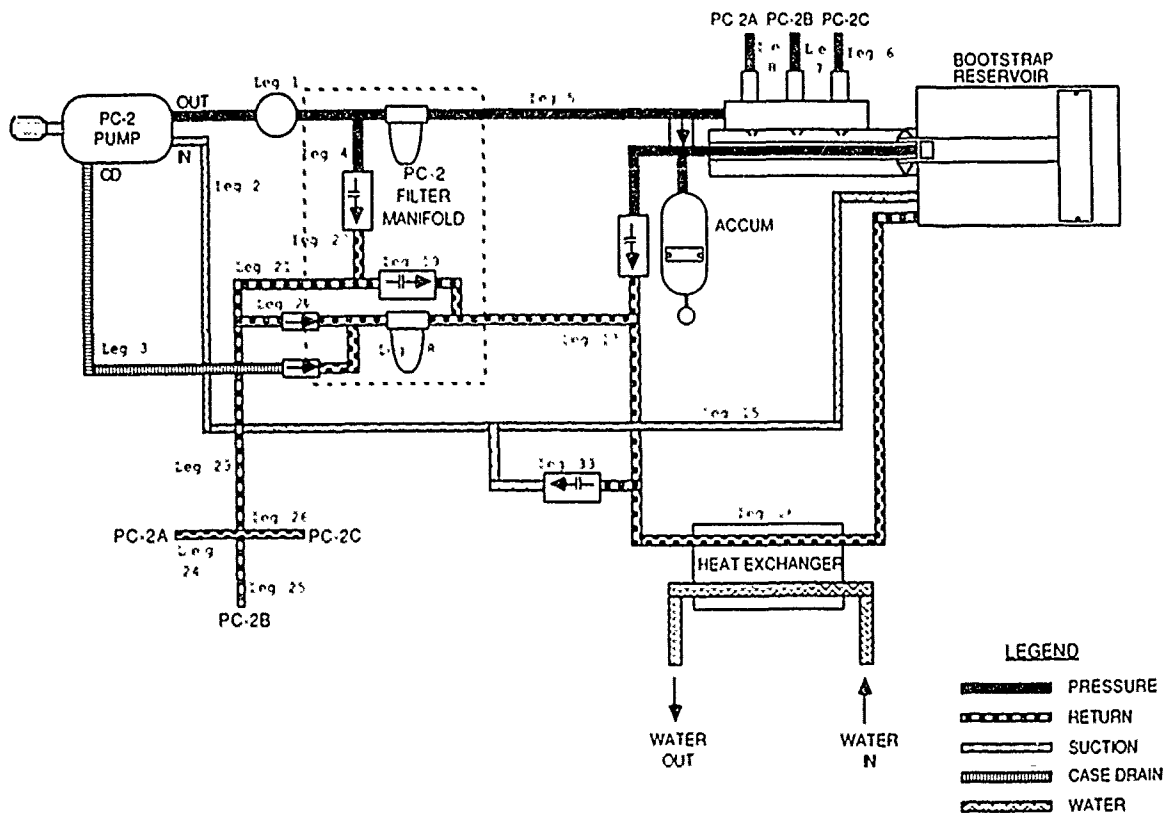 PC 2A PC-2B PC-2C
Leg 6
BOOTSTRAP
RESERVOIR
Leg 1
OUT
Leg 5
PC-2
PUMP
IN
CD
Leg 4
Leg 2
PC-2
FILTER
MANIFOLD
ACCUM
Leg 21
Leg 19
Leg 3
Leg 15
Leg 33
Leg 26
PC-2A
PC-2C
Leg
24
HEAT EXCHANGER
Leg 25
PC-2B
LEGEND
PRESSURE
RETURN
SUCTION
CASE DRAIN
WATER
WATER
OUT
WATER
IN